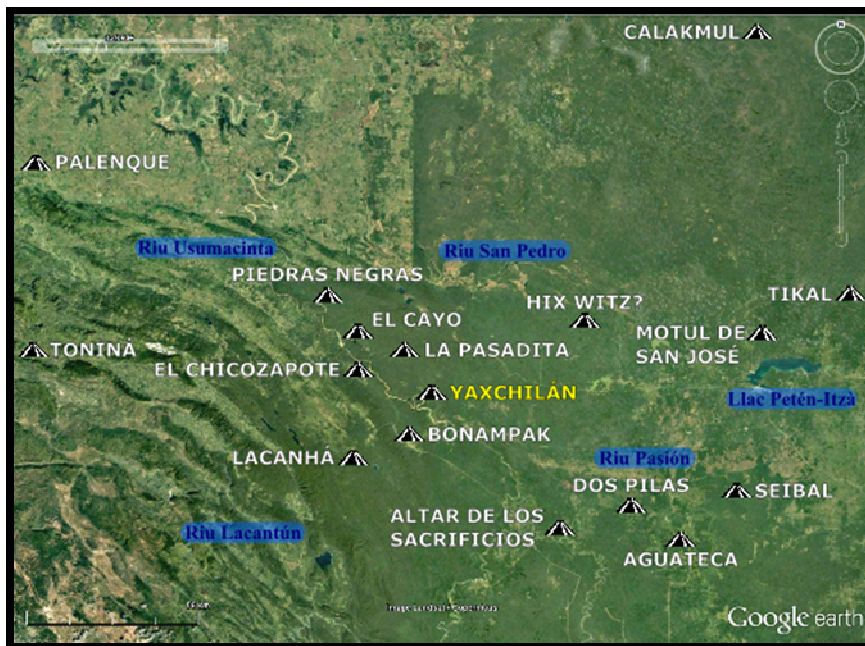 CALAKMUL
PALENQUE
Riu Usumacinta
Riu San Pedro
PIEDRAS NEGRAS
HIX WITZ?
TIKAL
EL CAYO
MOTUL DE
SAN JOSÉ
TONINÁ
LA PASADITA
EL CHICOZAPOTE
YAXCHILÁN
Llac Petén-Itzà
BONAMPAK
LACANHÁ
Riu Pasión
DOS PILAS
SEIBAL
ALTAR DE LOS
SACRIFICIOS
Riu Lacantún
AGUATECA
Google earth